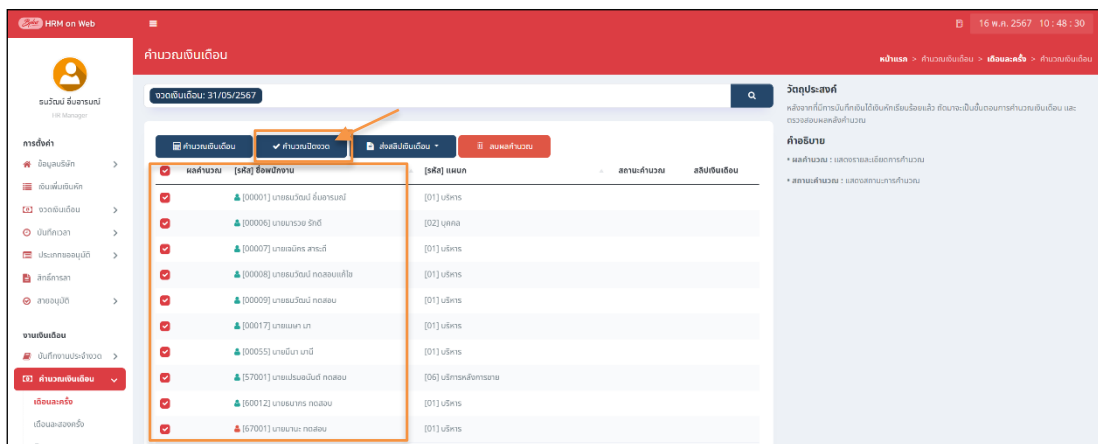 HRM on Web
16 พ.ค. 2567 10 : 48 : 30
คำนวณเงินเดือน
หน้าแรก > คำนวณเงินเดือน > เดือนละครั้ง > คำนวณเงินเดือน
ธนวัฒน์ อิ่มอารมณ์
HR Manager
งวดเงินเดือน: 31/05/2567
วัตถุประสงค์
หลังจากที่มีการบันทึกเงินได้เงินหักเรียบร้อยแล้ว ถัดมาจะเป็นขั้นตอนการคำนวณเงินเดือน และ
ตรวจสอบผลหลังคำนวณ
คำอธิบาย
• ผลคำนวณ : แสดงรายละเอียดการคำนวณ
• สถานะคำนวณ : แสดงสถานะการคำนวณ
คำนวณเงินเดือน
คำนวณปิดงวด
ส่งสลิปเงินเดือน
ลบผลคำนวณ
ผลคำนวณ [รหัส] ชื่อพนักงาน [รหัส] แผนก สถานะคำนวณ สลิปเงินเดือน
[00001] นายธนวัฒน์ อิ่มอารมณ์ [01] บริหาร
[00006] นายมารวย รักดี [02] บุคคล
[00007] นายเอมิกร สาระดี [01] บริหาร
[00008] นายธนวัฒน์ ทดสอบแก้ไข [01] บริหาร
[00009] นายธนวัฒน์ ทดสอบ [01] บริหาร
[00017] นายเมษา มา [01] บริหาร
[00055] นายมีนา มานี [01] บริหาร
[57001] นายเปรมอนันต์ ทดสอบ [06] บริการหลังการขาย
[60012] นายธนากร ทดสอบ [01] บริหาร
[67001] นายมานะ ทดสอบ [01] บริหาร
การตั้งค่า
ข้อมูลบริษัท
เงินเพิ่มเงินหัก
งวดเงินเดือน
บันทึกเวลา
ประเภทขออนุมัติ
สิทธิ์การลา
สายอนุมัติ
งานเงินเดือน
บันทึกงานประจำงวด
คำนวณเงินเดือน
เดือนละครั้ง
เดือนละสองครั้ง